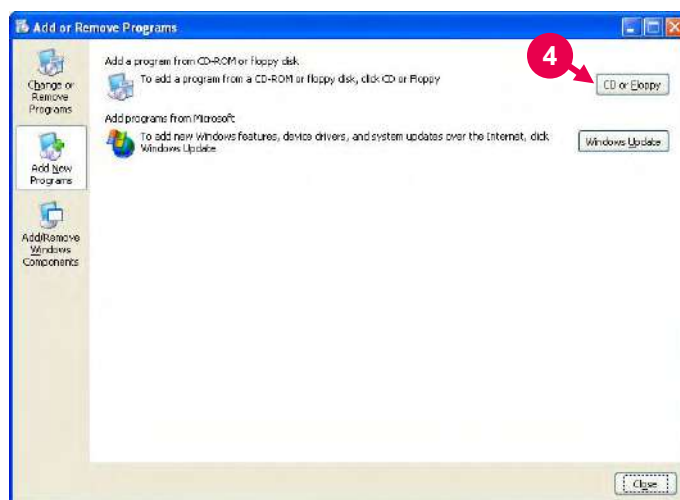 Add or Remove Programs
Change or
Remove
Programs
Add New
Programs
Add/Remove
Windows
Components
Add a program from CD-ROM or floppy disk
To add a program from a CD-ROM or floppy disk, click CD or Floppy
4
CD or Floppy
Add programs from Microsoft
To add new Windows features, device drivers, and system updates over the Internet, click
Windows Update
Windows Update
Close